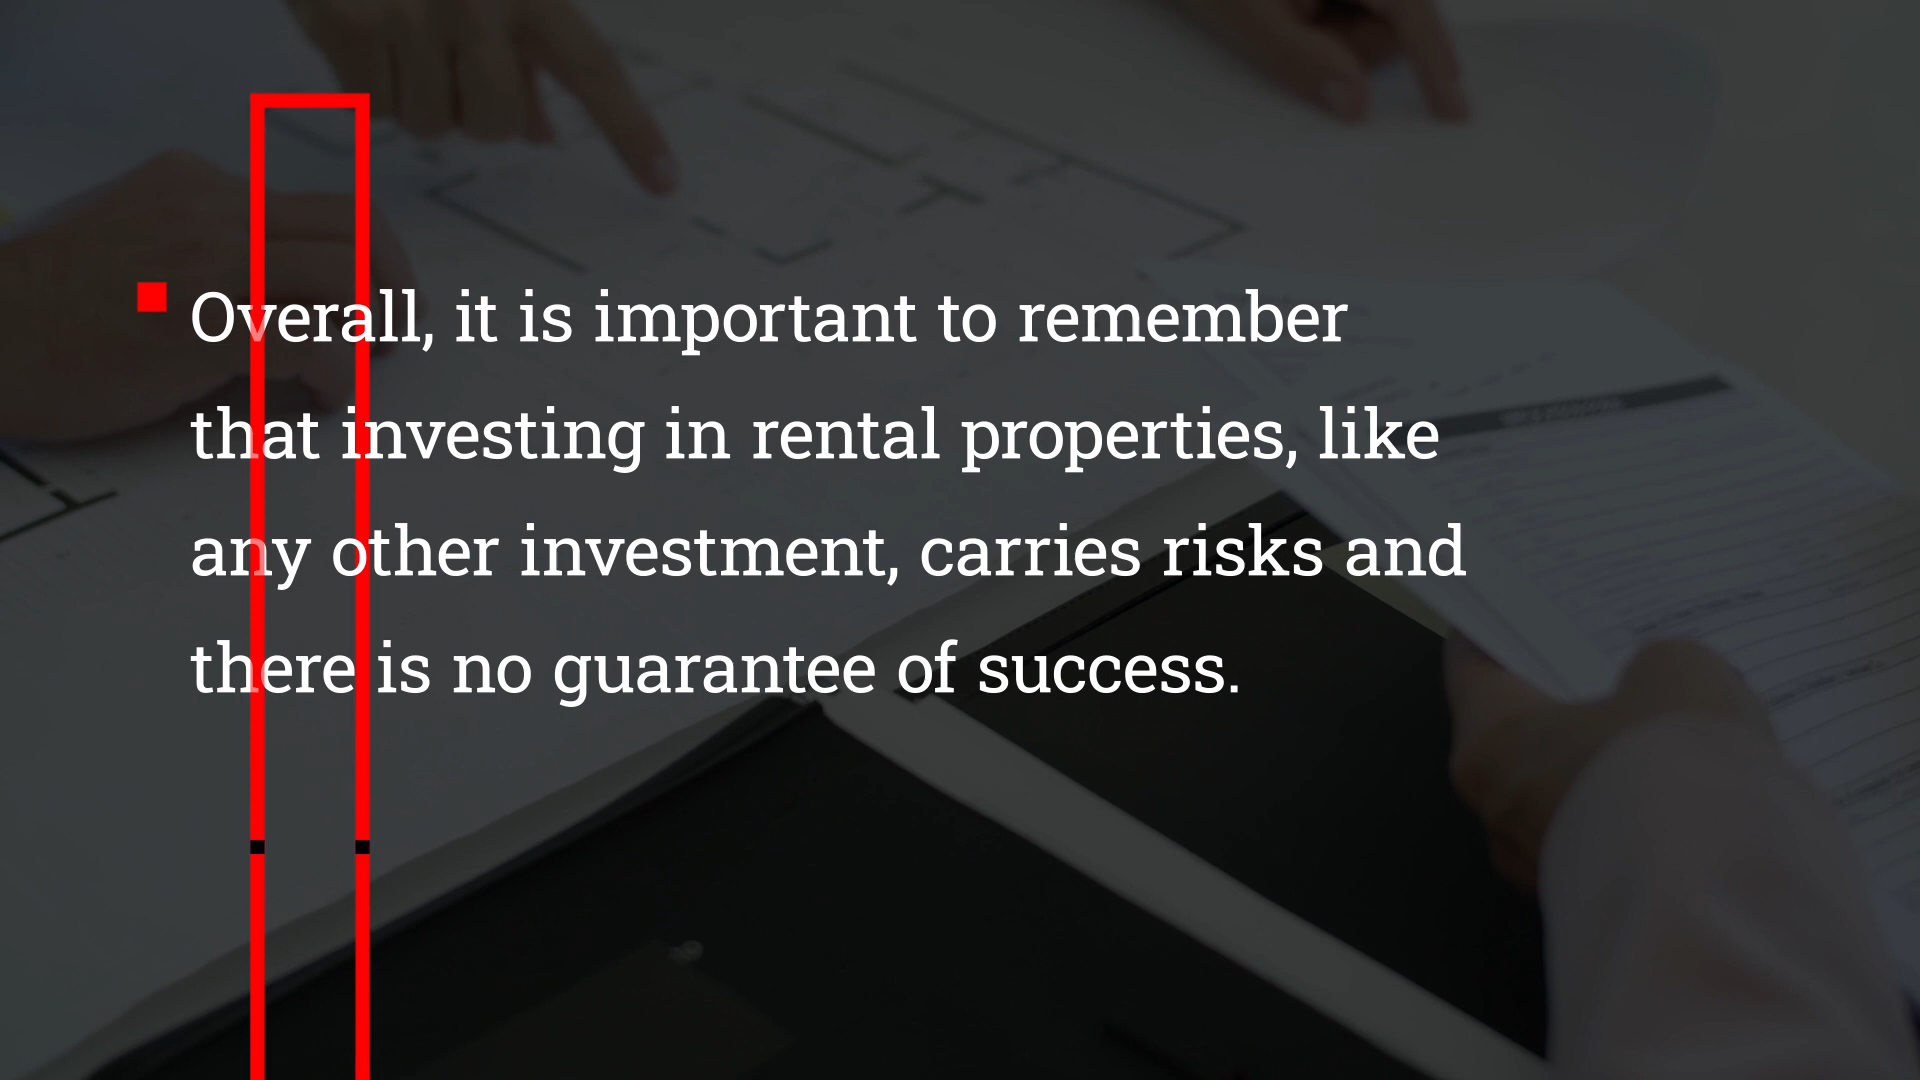 Overall, it is important to remember
that investing in rental properties, like
any other investment, carries risks and
there is no guarantee of success.